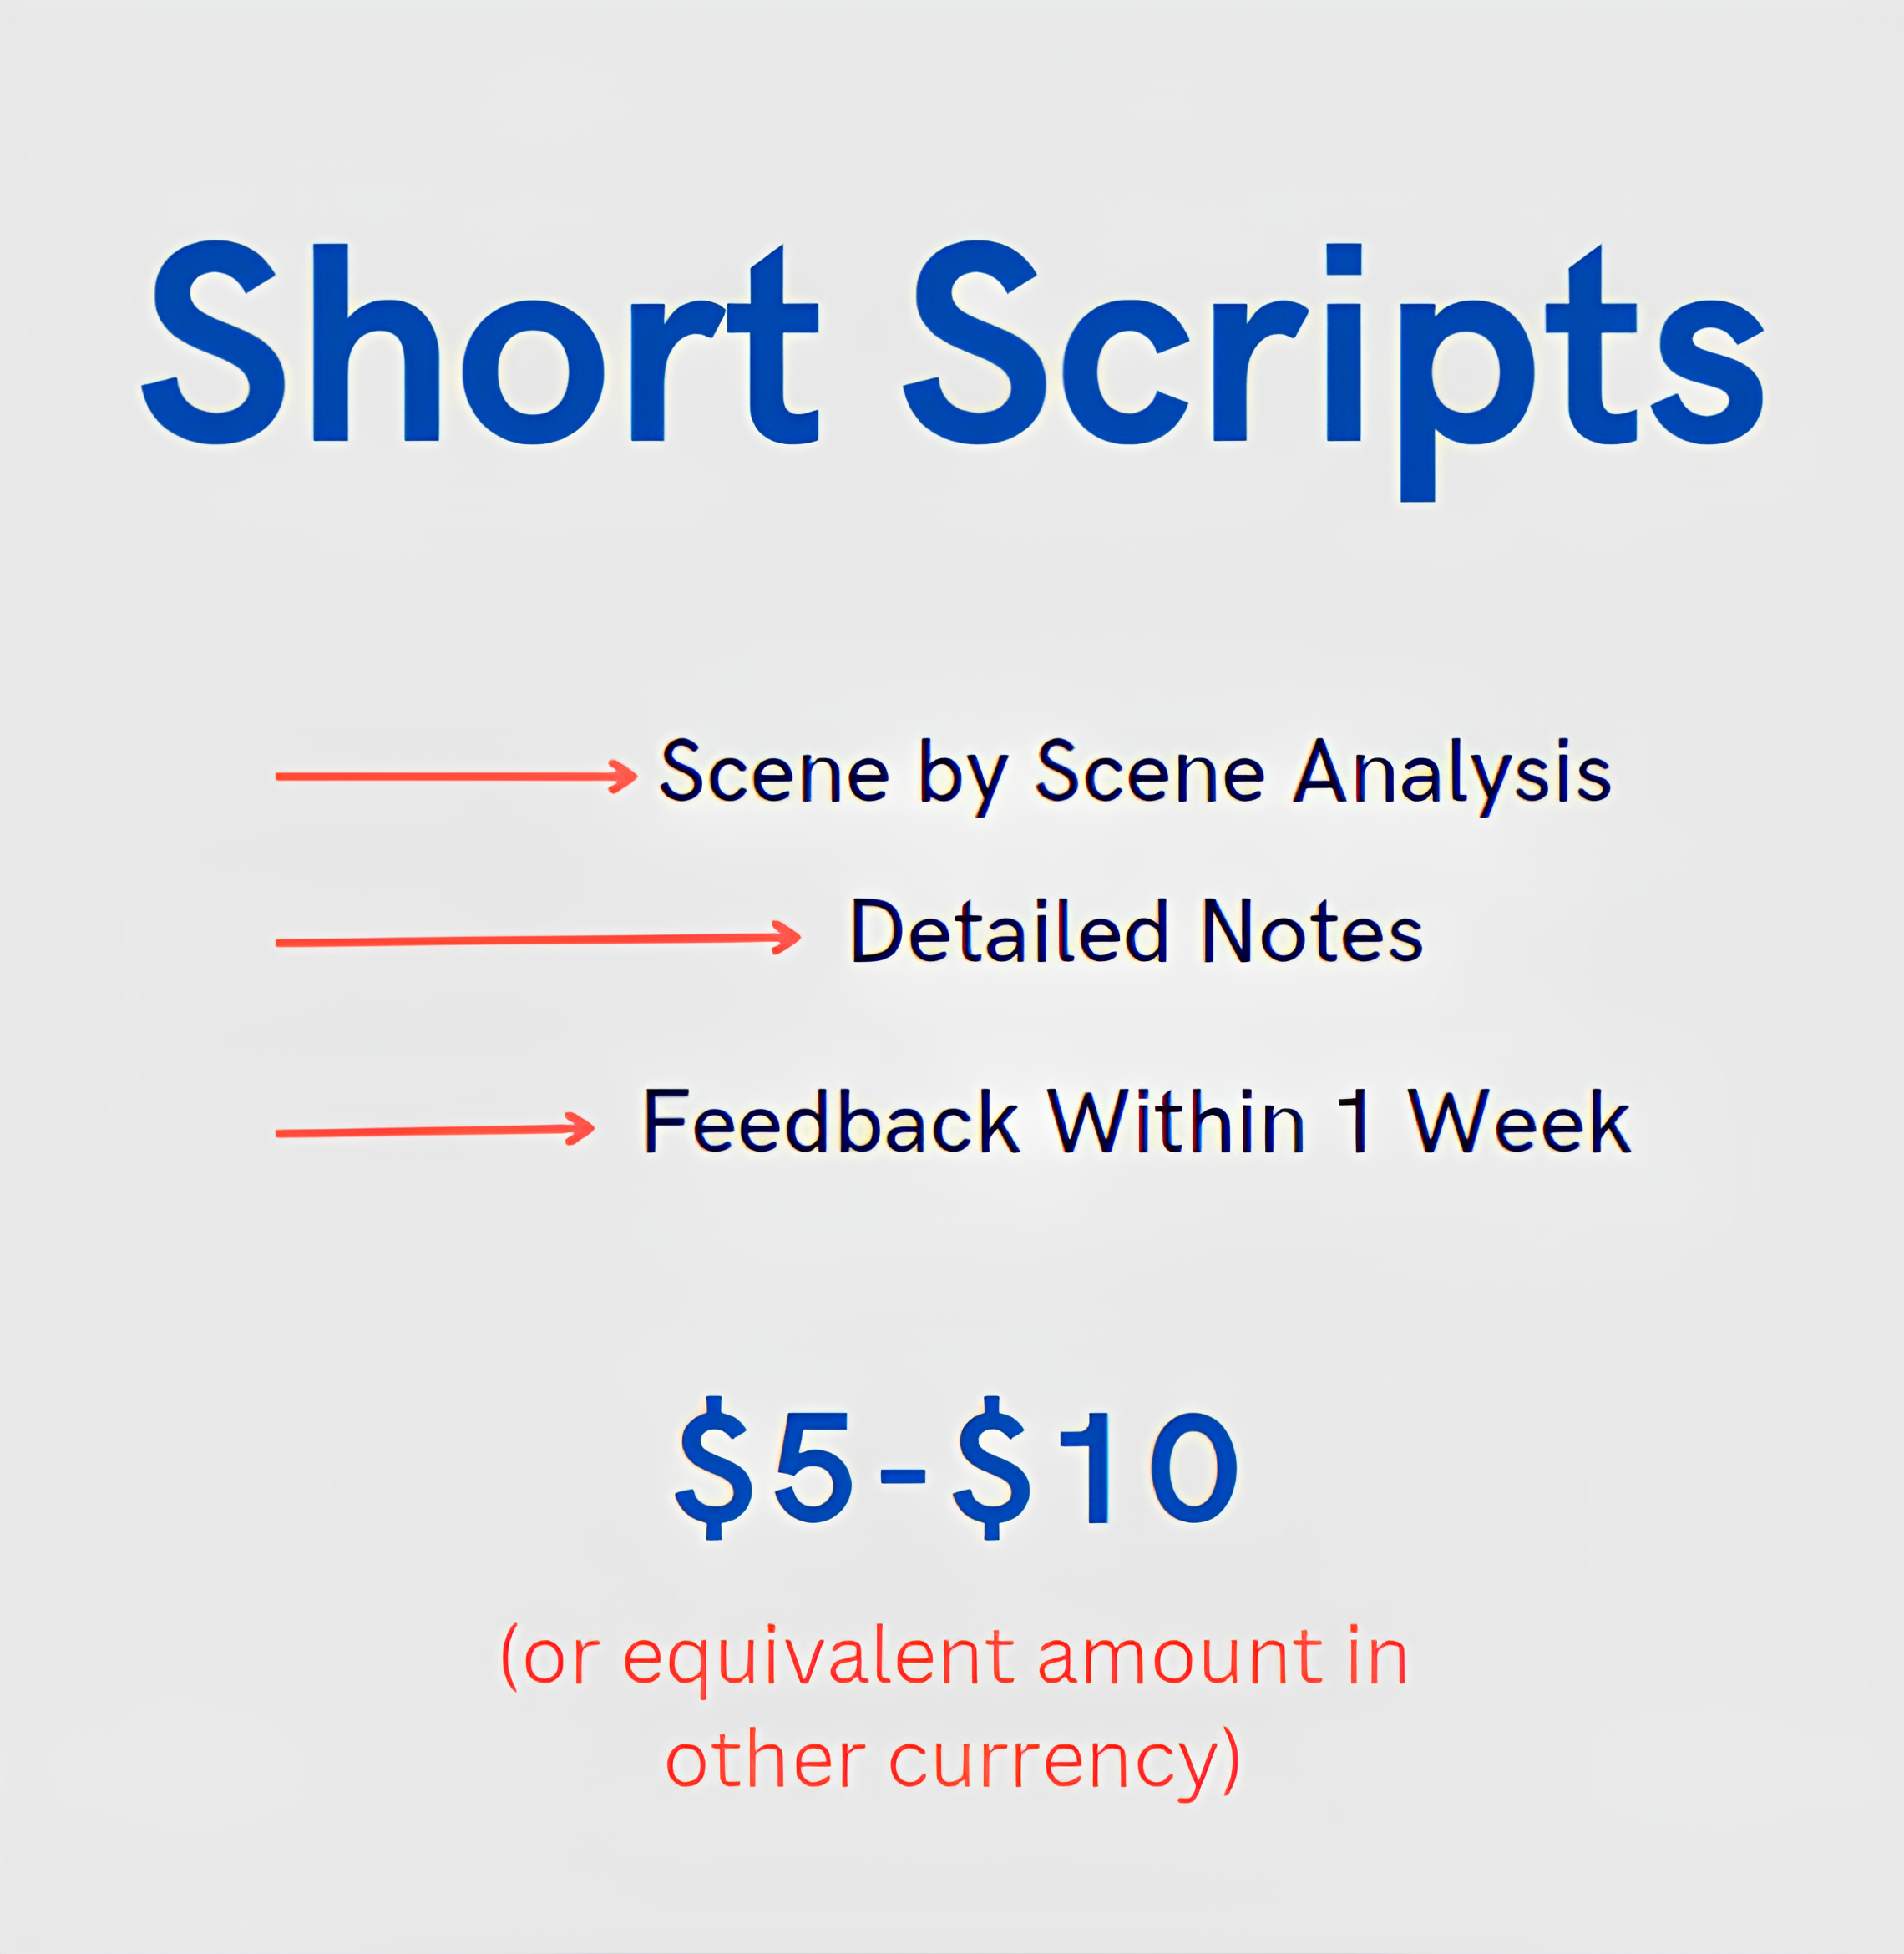 Short Scripts
Scene by Scene Analysis
Detailed Notes
Feedback Within 1 Week
$5-$10
(or equivalent amount in
other currency)